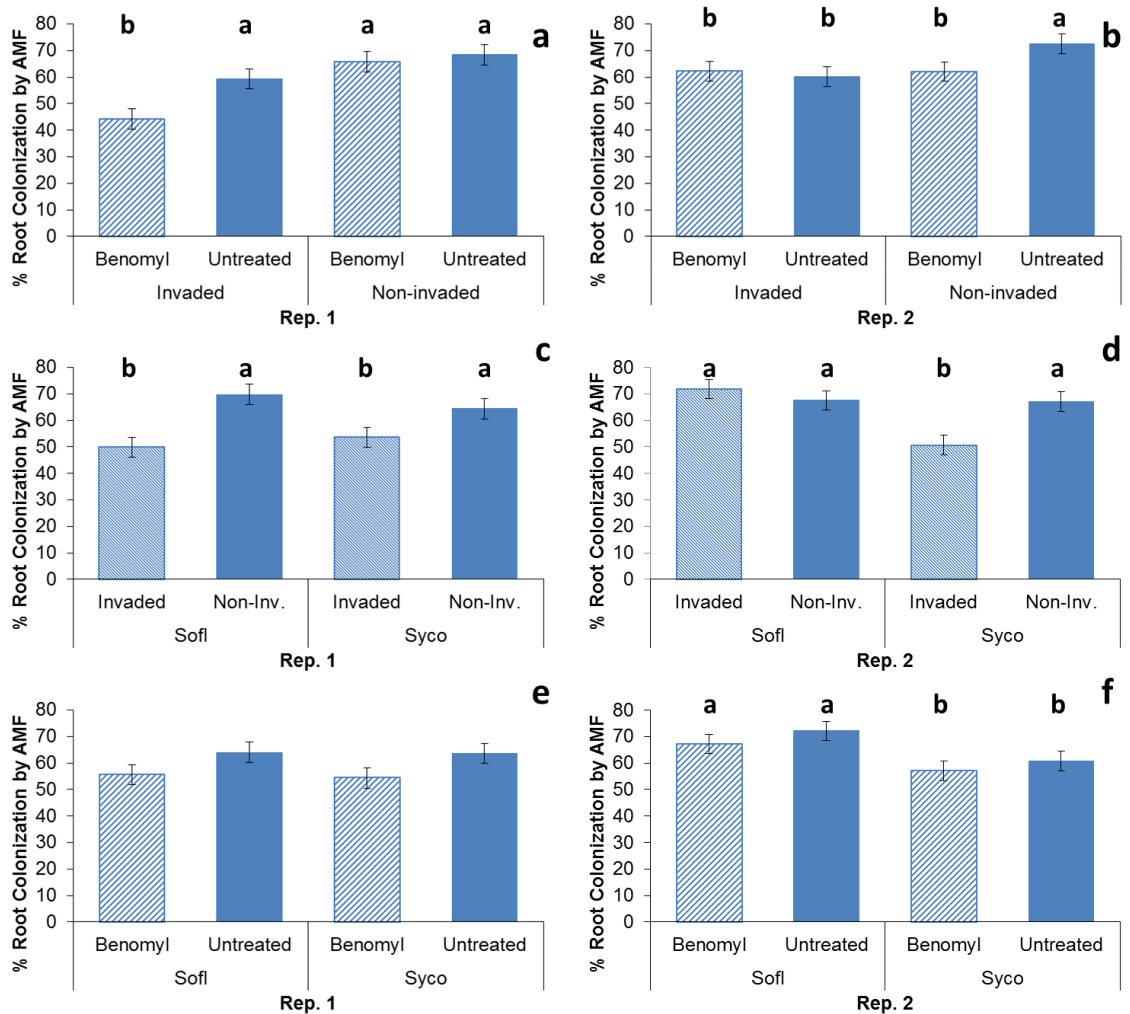 b a a a a
% Root Colonization by AMF
80
70
60
50
40
30
20
10
0
Benomyl Untreated Benomyl Untreated
Invaded Non-invaded
Rep. 1
b b b a b
% Root Colonization by AMF
80
70
60
50
40
30
20
10
0
Benomyl Untreated Benomyl Untreated
Invaded Non-invaded
Rep. 2
c
b a b a
% Root Colonization by AMF
80
70
60
50
40
30
20
10
0
Invaded Non-Inv. Invaded Non-Inv.
Sofl Syco
Rep. 1
d
a a b a
% Root Colonization by AMF
80
70
60
50
40
30
20
10
0
Invaded Non-Inv. Invaded Non-Inv.
Sofl Syco
Rep. 2
e
% Root Colonization by AMF
80
70
60
50
40
30
20
10
0
Benomyl Untreated Benomyl Untreated
Sofl Syco
Rep. 1
a a b b f
% Root Colonization by AMF
80
70
60
50
40
30
20
10
0
Benomyl Untreated Benomyl Untreated
Sofl Syco
Rep. 2